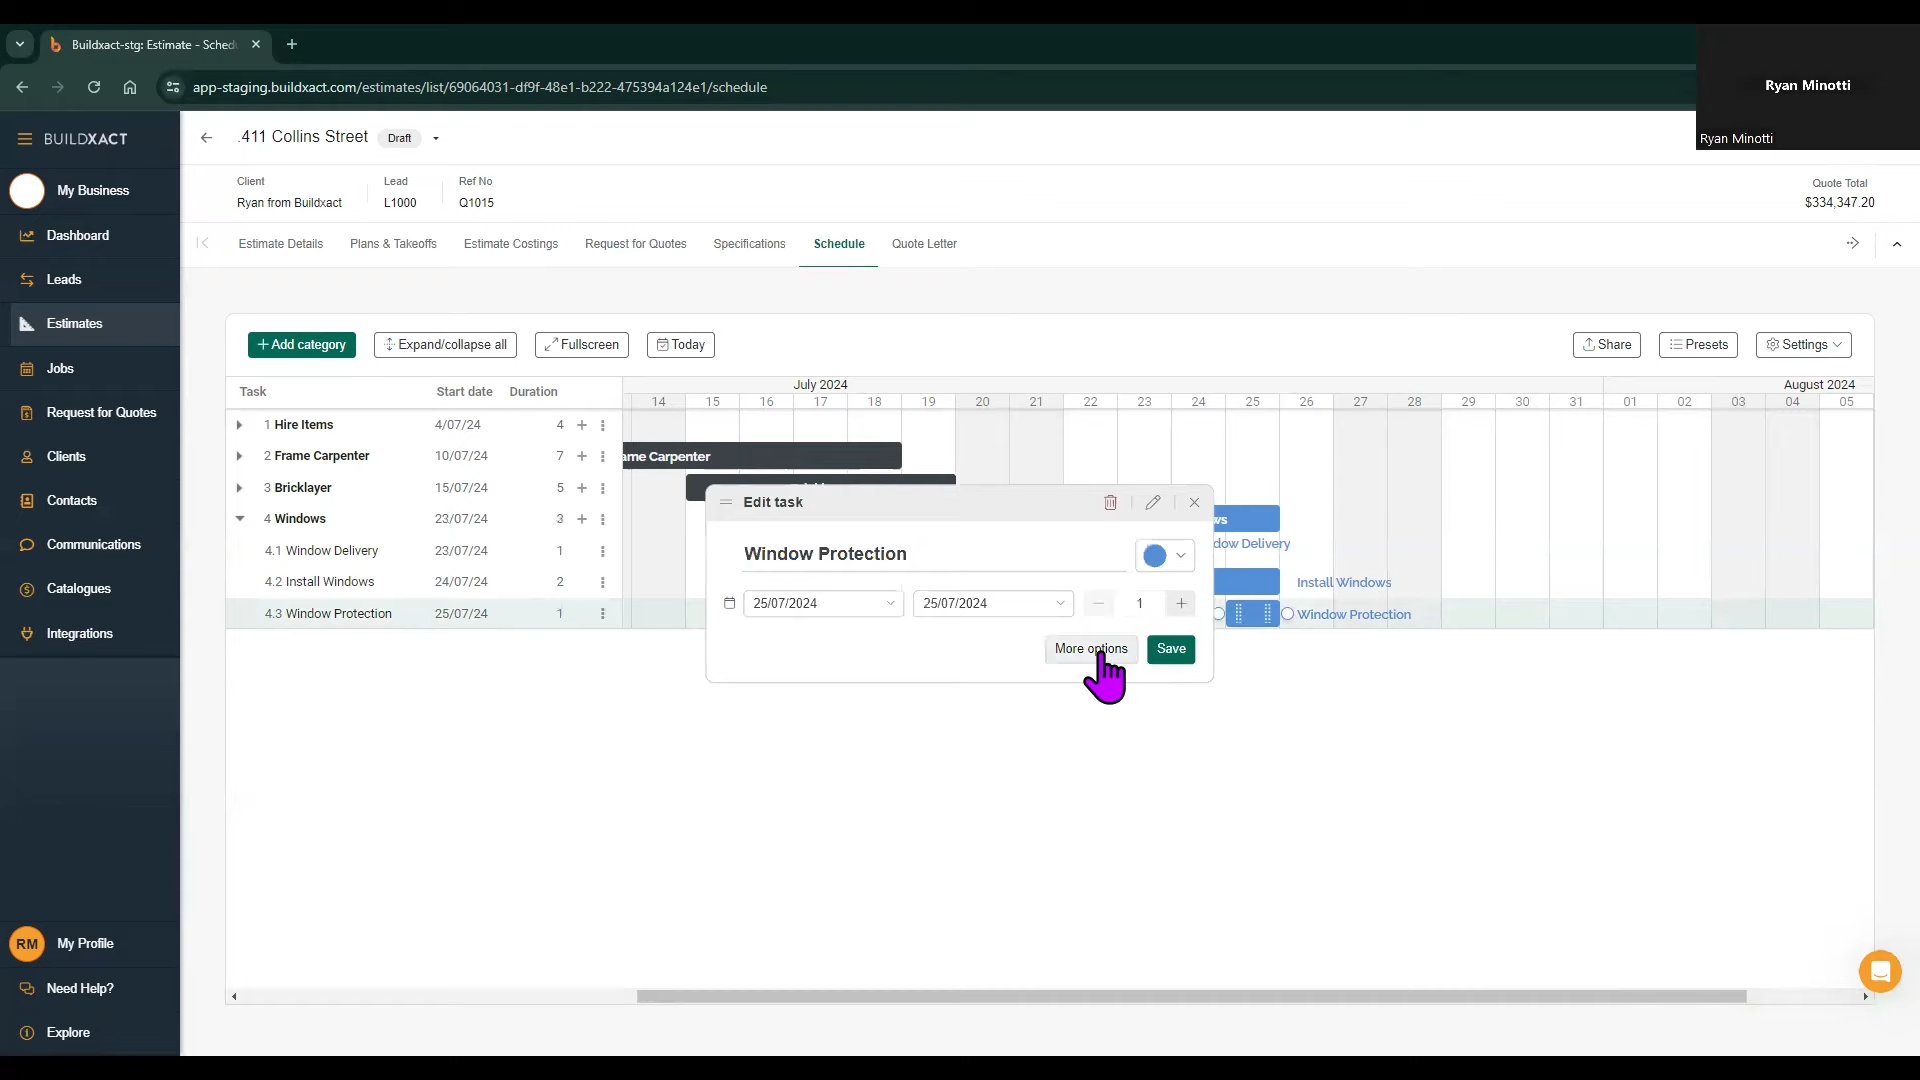 Buildxact-stg: Estimate - Sched
app-staging.buildxact.com/estimates/list/69064031-df9f-48e1-b222-475394a124e1/schedule
Ryan Minotti
Ryan Minotti
BUILDXACT
My Business
Dashboard
Leads
Estimates
Jobs
Request for Quotes
Clients
Contacts
Communications
Catalogues
Integrations
RM My Profile
Need Help?
Explore
.411 Collins Street Draft
Client Lead Ref No
Ryan from Buildxact L1000 Q1015
Quote Total
$334,347.20
Estimate Details Plans & Takeoffs Estimate Costings Request for Quotes Specifications Schedule Quote Letter
+ Add category Expand/collapse all Fullscreen Today Share Presets Settings
Task Start date Duration
July 2024 August 2024
14 15 16 17 18 19 20 21 22 23 24 25 26 27 28 29 30 31 01 02 03 04 05
1 Hire Items 4/07/24 4 +
2 Frame Carpenter 10/07/24 7 +
3 Bricklayer 15/07/24 5 +
4 Windows 23/07/24 3 +
4.1 Window Delivery 23/07/24 1
4.2 Install Windows 24/07/24 2
4.3 Window Protection 25/07/24 1
ame Carpenter
ws
dow Delivery
Install Windows
Window Protection
Edit task
Window Protection
25/07/2024 25/07/2024 − 1 +
More options Save